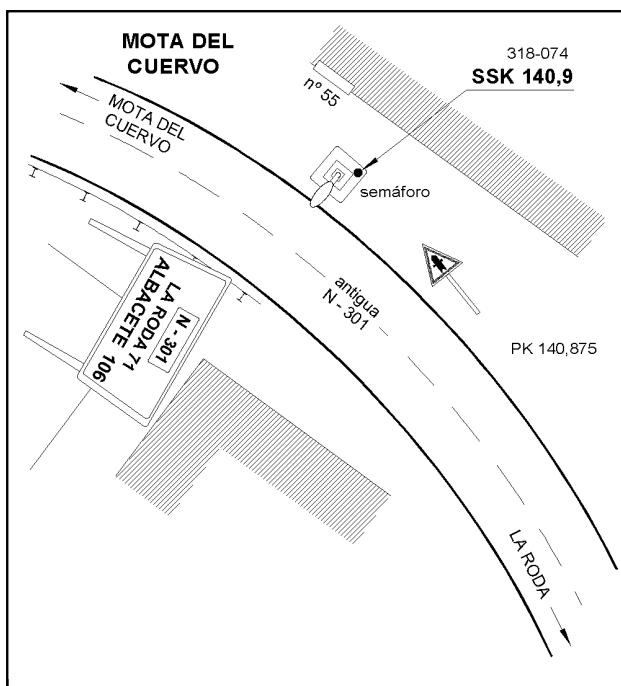 MOTA DEL
CUERVO
318-074
SSK 140,9
nº 55
MOTA DEL
CUERVO
semáforo
antigua
N - 301
PK 140,875
N - 301
LA RODA 71
ALBACETE 106
LA RODA